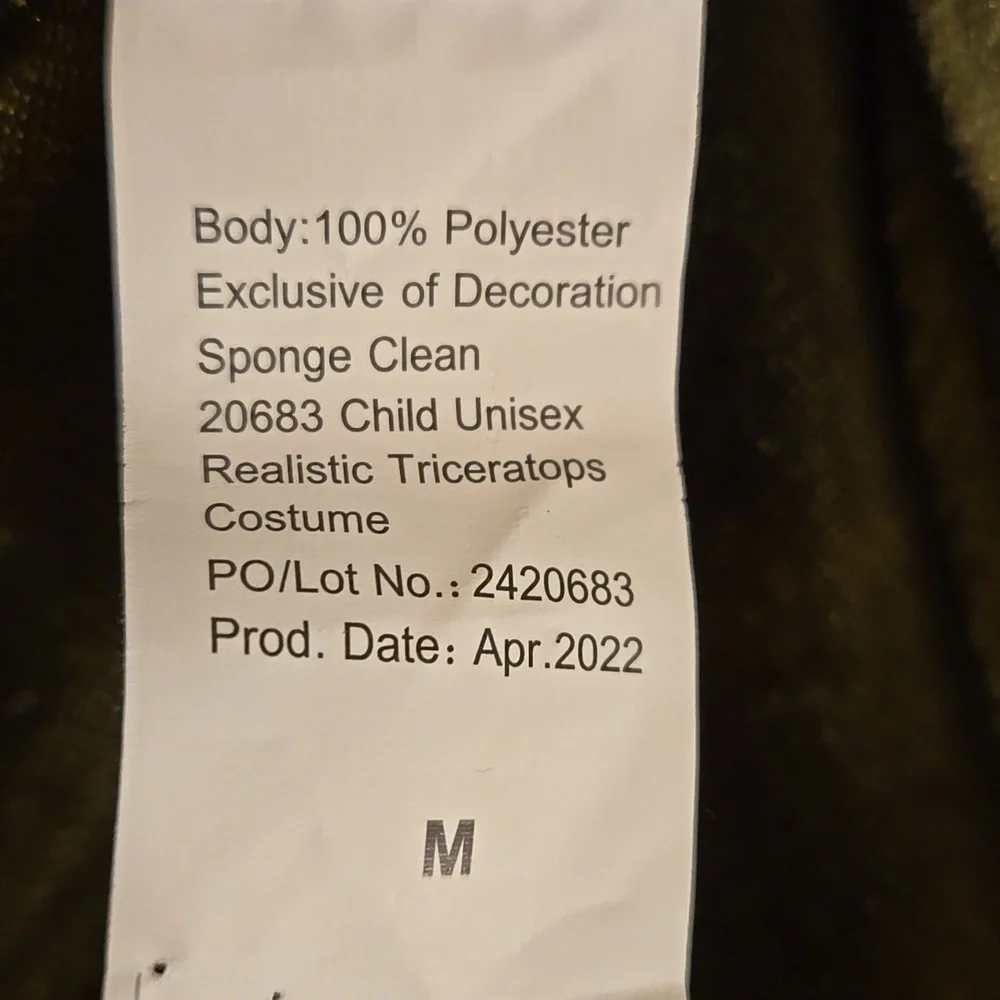 Body:100% Polyester
Exclusive of Decoration
Sponge Clean
20683 Child Unisex
Realistic Triceratops
Costume
PO/Lot No.: 2420683
Prod. Date: Apr.2022
M